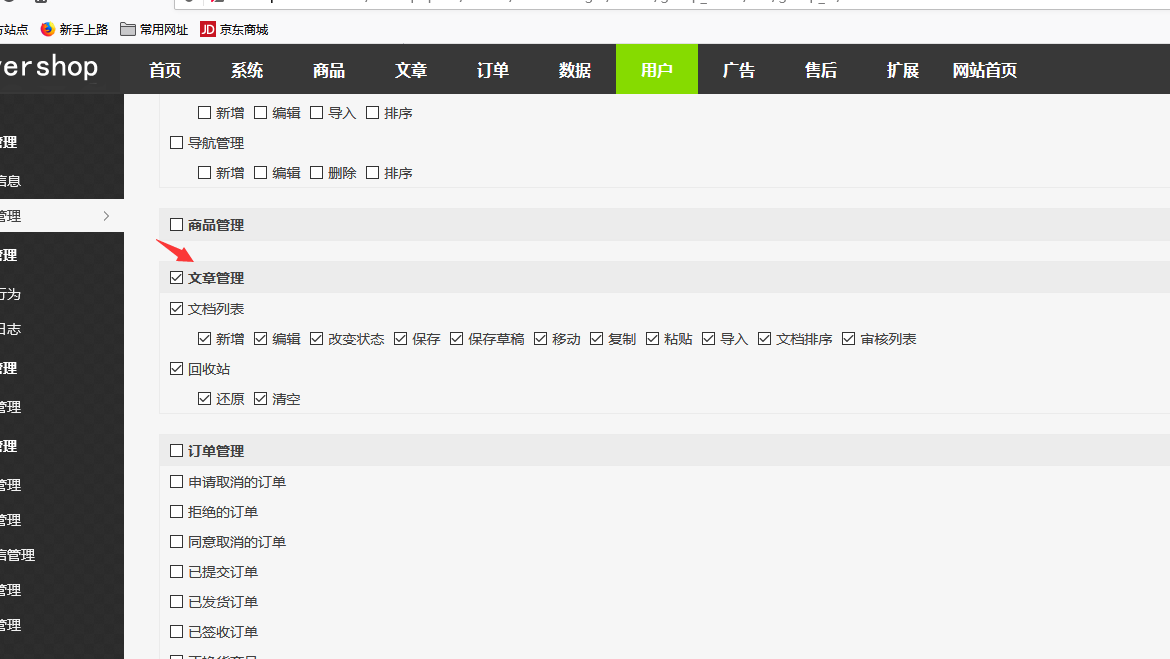 方站点 新手上路 常用网址 JD 京东商城
ershop 首页 系统 商品 文章 订单 数据 用户 广告 售后 扩展 网站首页
管理
信息
管理
管理
行为
日志
管理
管理
管理
管理
管理
信管理
管理
管理
新增 编辑 导入 排序
导航管理
新增 编辑 删除 排序
商品管理
文章管理
文档列表
新增 编辑 改变状态 保存 保存草稿 移动 复制 粘贴 导入 文档排序 审核列表
回收站
还原 清空
订单管理
申请取消的订单
拒绝的订单
同意取消的订单
已提交订单
已发货订单
已签收订单